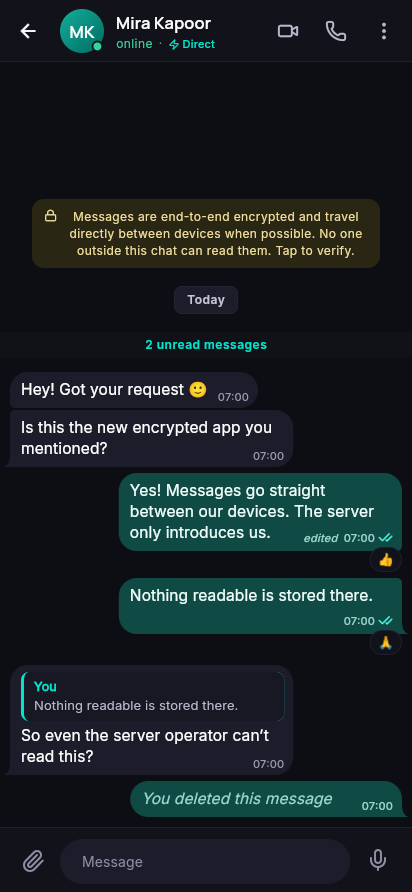 MK
Mira Kapoor
online · Direct
Messages are end-to-end encrypted and travel
directly between devices when possible. No one
outside this chat can read them. Tap to verify.
Today
2 unread messages
Hey! Got your request 🙂 07:00
Is this the new encrypted app you
mentioned?
07:00
Yes! Messages go straight
between our devices. The server
only introduces us.
edited 07:00
👍
Nothing readable is stored there.
07:00
🙏
You
Nothing readable is stored there.
So even the server operator can’t
read this?
07:00
You deleted this message
07:00
Message